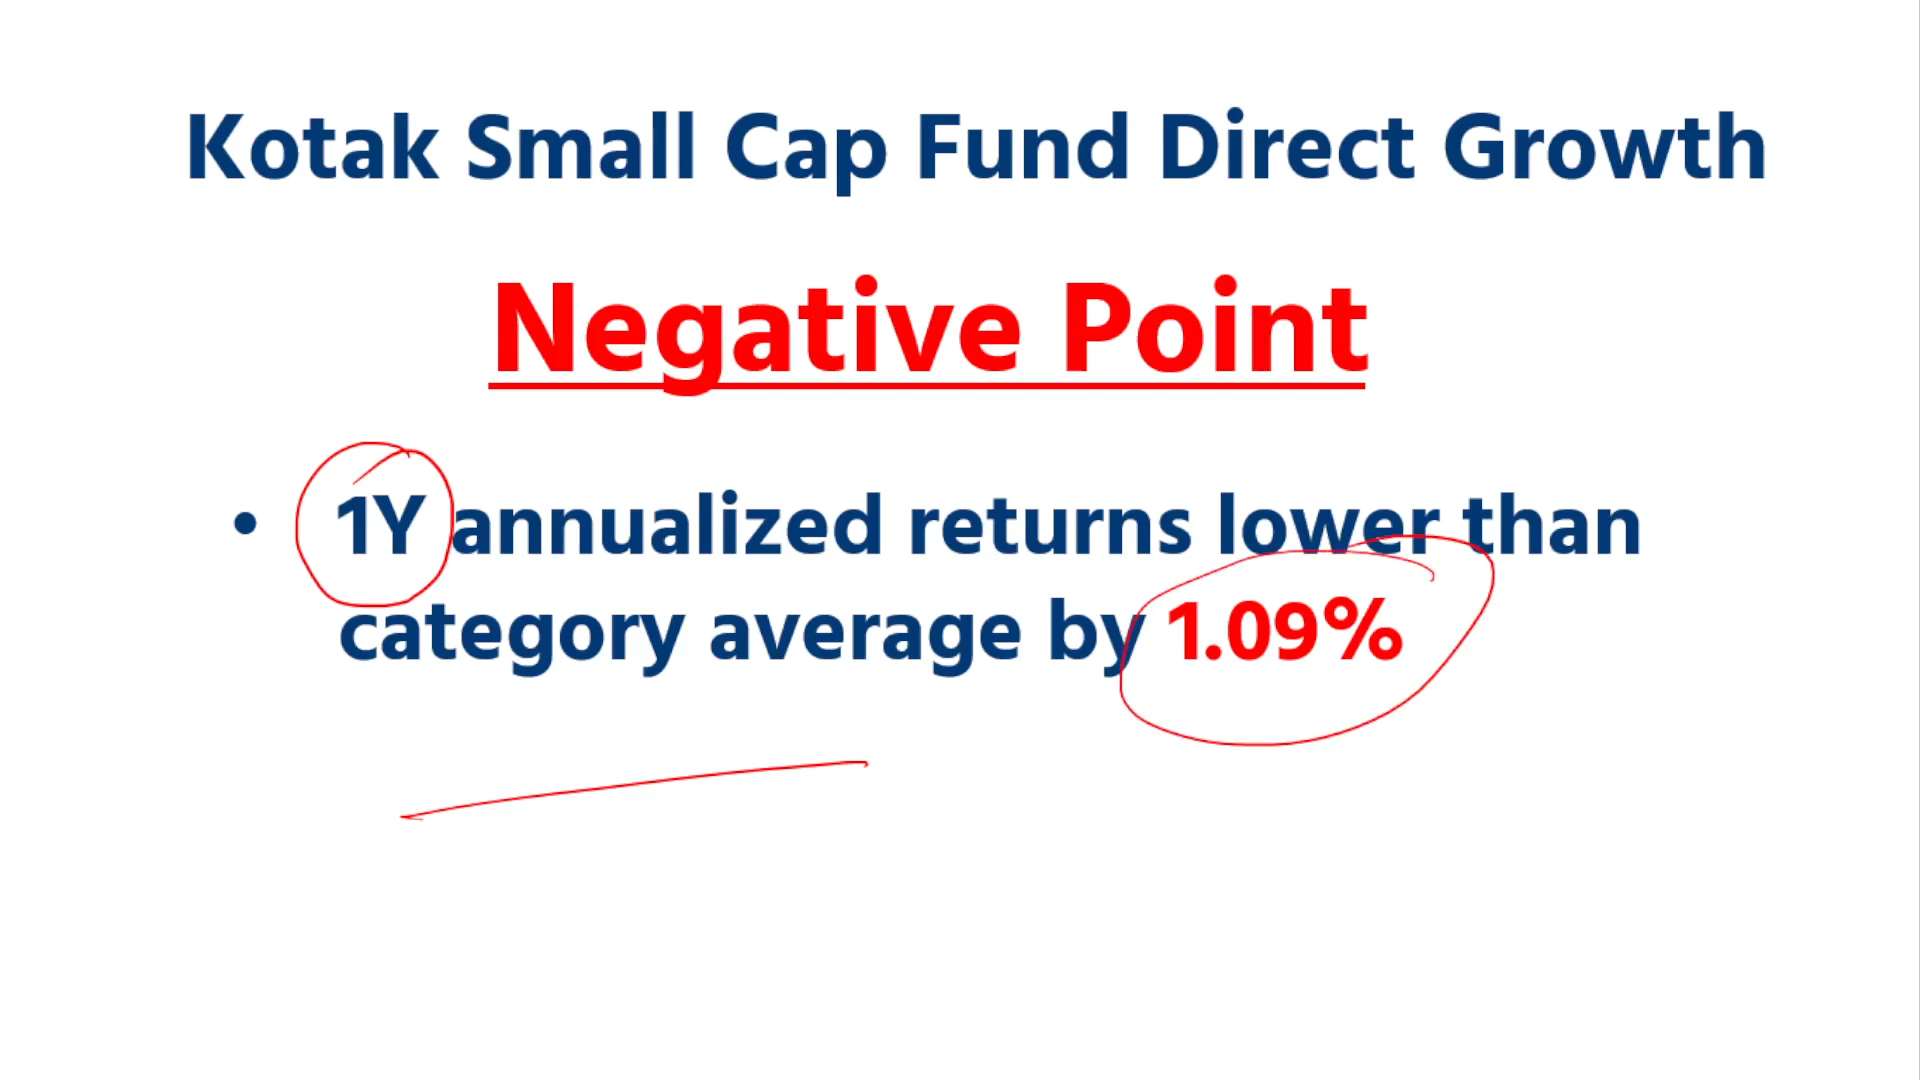 Kotak Small Cap Fund Direct Growth
Negative Point
• 1Y annualized returns lower than
category average by 1.09%